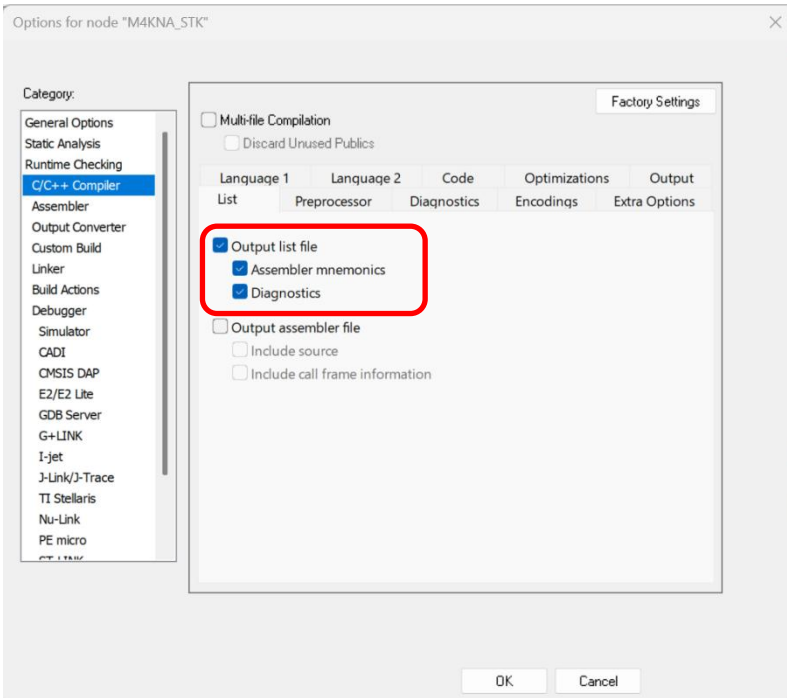 Options for node "M4KNA_STK"
Category:
General Options
Static Analysis
Runtime Checking
C/C++ Compiler
Assembler
Output Converter
Custom Build
Linker
Build Actions
Debugger
Simulator
CADI
CMSIS DAP
E2/E2 Lite
GDB Server
G+LINK
I-jet
J-Link/J-Trace
TI Stellaris
Nu-Link
PE micro
Factory Settings
Multi-file Compilation
Discard Unused Publics
Language 1 Language 2 Code Optimizations Output
List Preprocessor Diagnostics Encodings Extra Options
Output list file
Assembler mnemonics
Diagnostics
Output assembler file
Include source
Include call frame information
OK Cancel